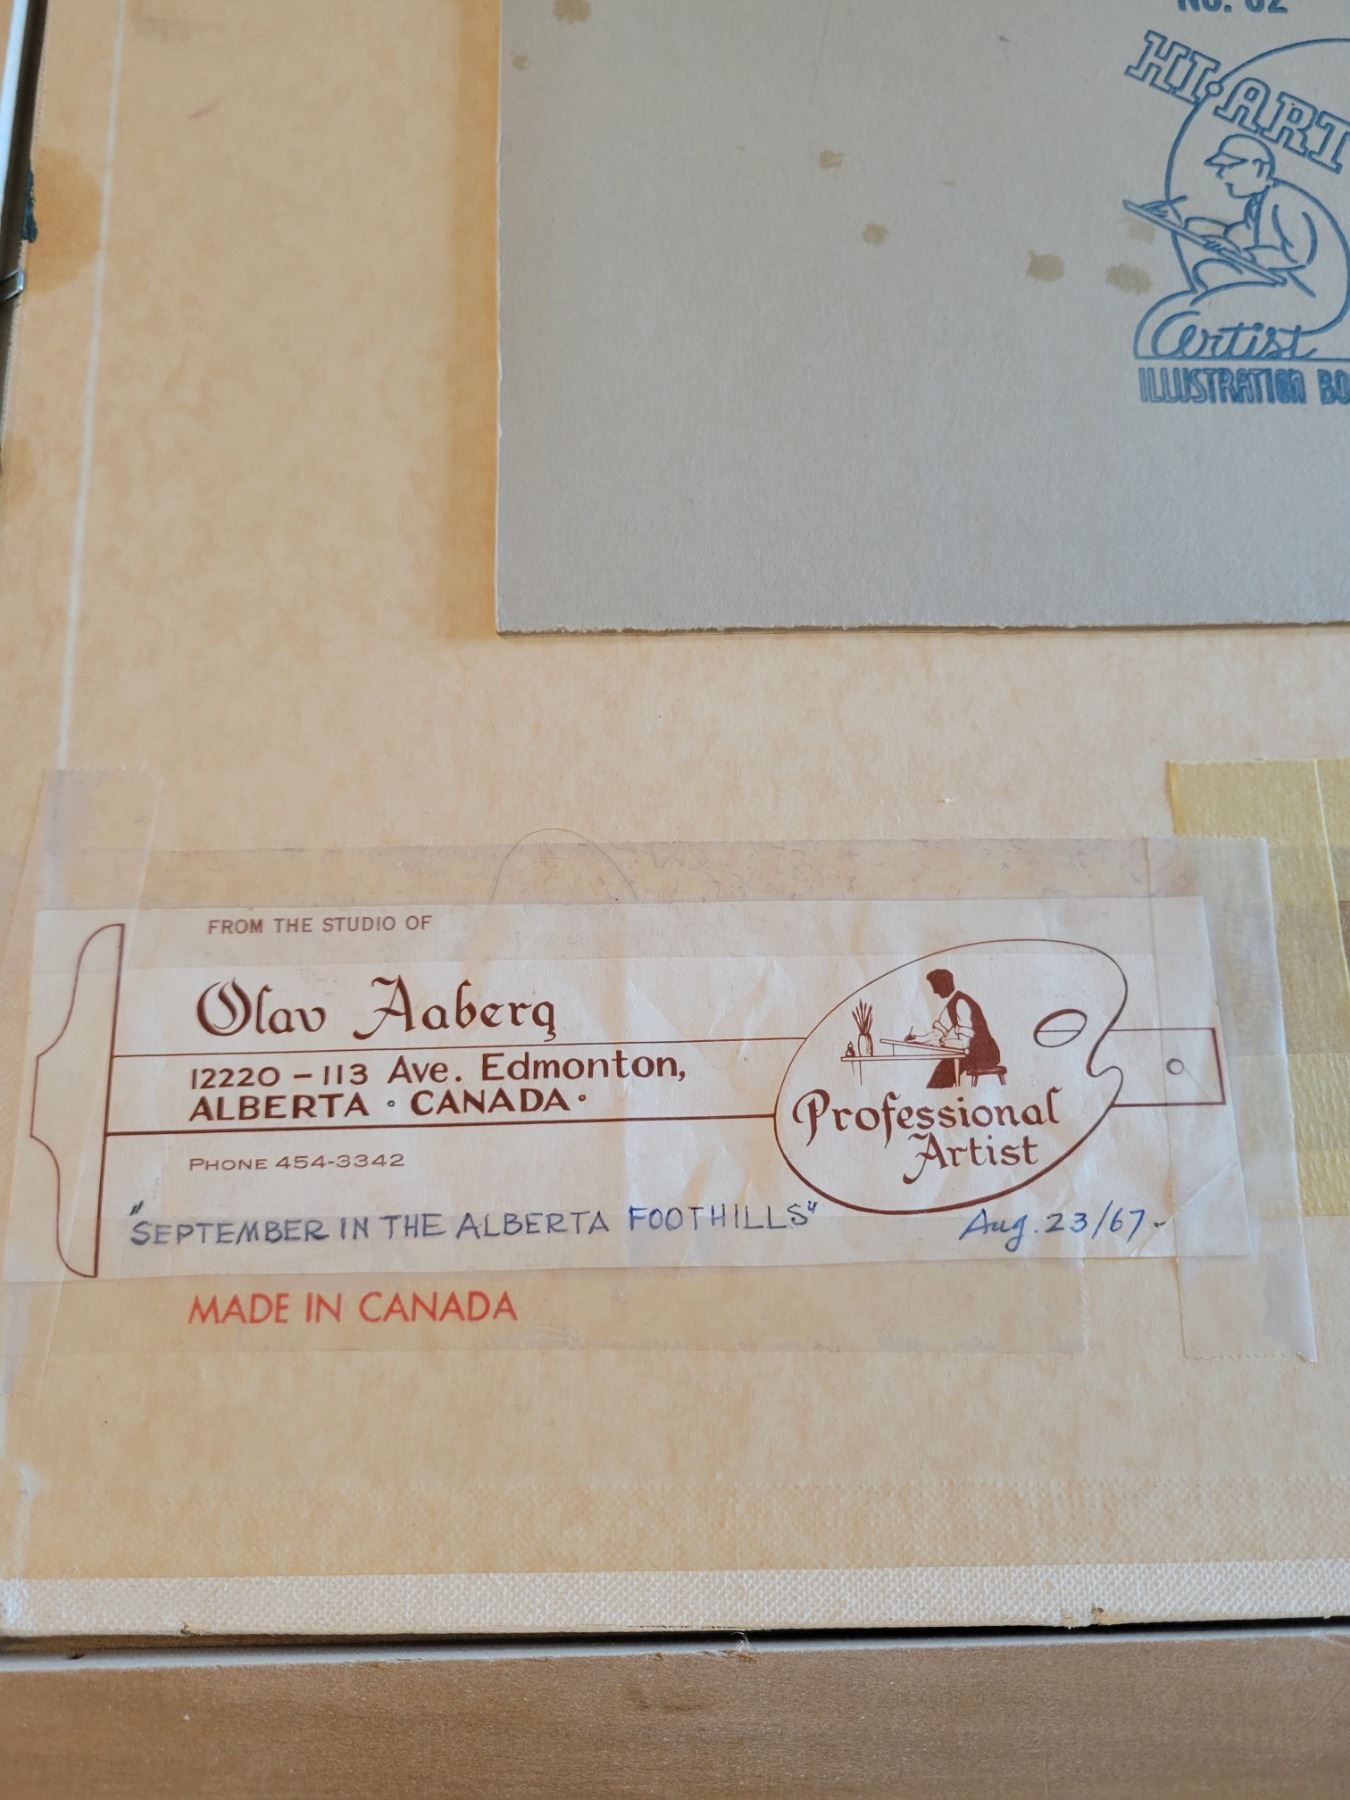 No. 62
HI-ART
Artist
ILLUSTRATION BO
FROM THE STUDIO OF
Olav Aaberg
12220 – 113 Ave. Edmonton,
ALBERTA • CANADA •
PHONE 454-3342
Professional
Artist
"SEPTEMBER IN THE ALBERTA FOOTHILLS" Aug. 23/67-
MADE IN CANADA